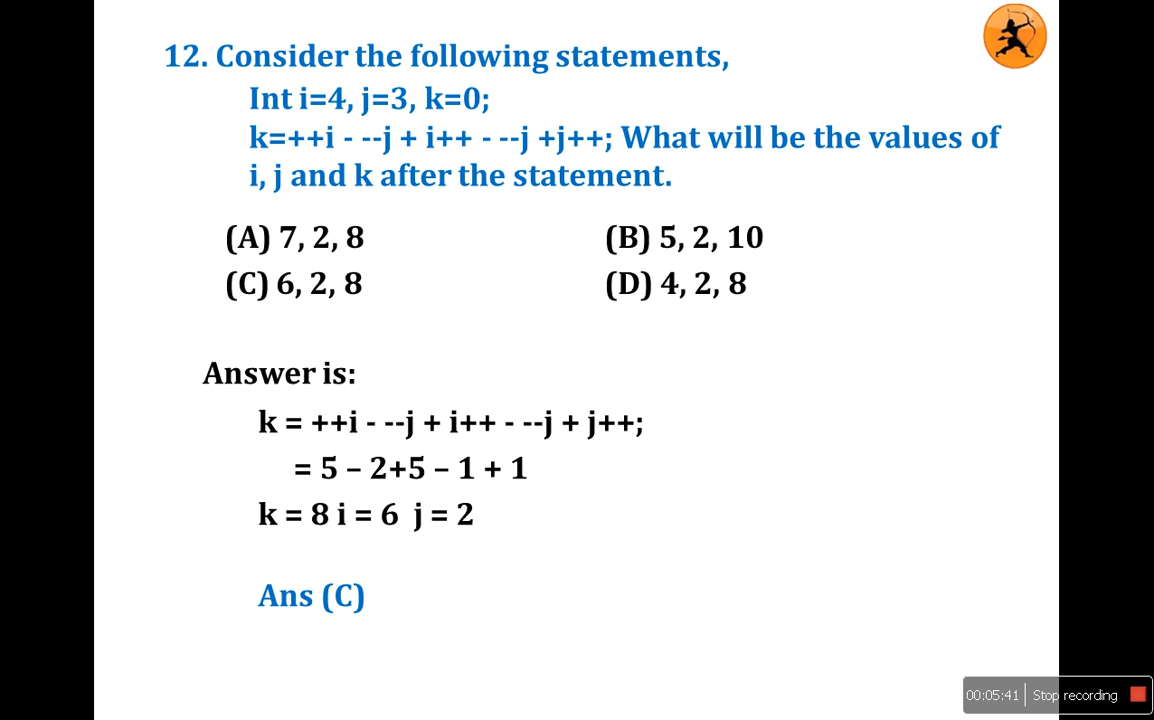 12. Consider the following statements,
Int i=4, j=3, k=0;
k=++i - --j + i++ - --j +j++; What will be the values of
i, j and k after the statement.
(A) 7, 2, 8 (B) 5, 2, 10
(C) 6, 2, 8 (D) 4, 2, 8
Answer is:
k = ++i - --j + i++ - --j + j++;
= 5 – 2+5 – 1 + 1
k = 8 i = 6 j = 2
Ans (C)
00:05:41 Stop recording